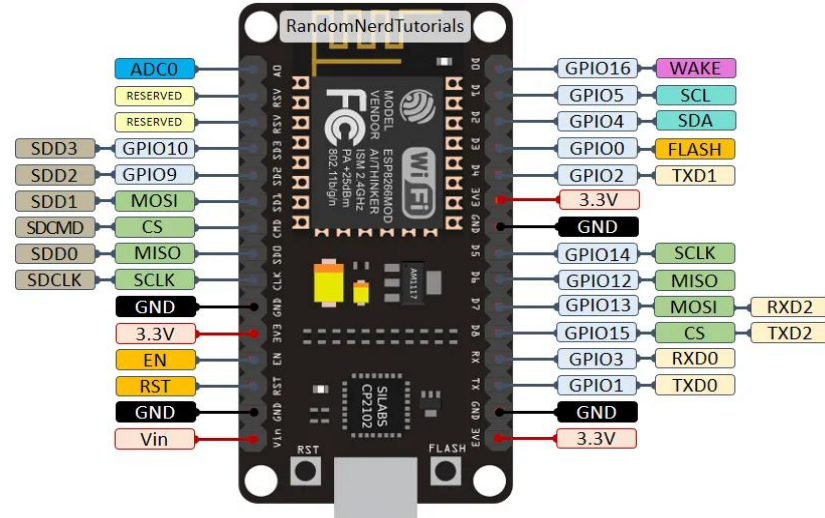 RandomNerdTutorials
ADC0 A0
RESERVED RSV
RESERVED RSV
SDD3 GPIO10 SD3
SDD2 GPIO9 SD2
SDD1 MOSI SD1
SDCMD CS CMD
SDD0 MISO SD0
SDCLK SCLK CLK
GND GND
3.3V 3V3
EN EN
RST RST
GND GND
Vin Vin
MODEL ESP8266MOD
VENDOR AI/THINKER
ISM 2.4GHz
PA +25dBm
802.11b/g/n
FC
Wi Fi
AM1117
SILABS
CP2102
RST
FLASH
D0 GPIO16 WAKE
D1 GPIO5 SCL
D2 GPIO4 SDA
D3 GPIO0 FLASH
D4 GPIO2 TXD1
3V3 3.3V
GND GND
D5 GPIO14 SCLK
D6 GPIO12 MISO
D7 GPIO13 MOSI RXD2
D8 GPIO15 CS TXD2
RX GPIO3 RXD0
TX GPIO1 TXD0
GND GND
3V3 3.3V